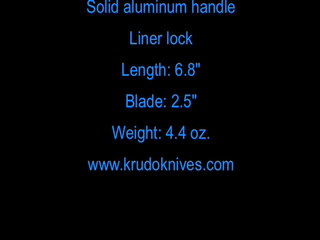 Solid aluminum handle
Liner lock
Length: 6.8"
Blade: 2.5"
Weight: 4.4 oz.
www.krudoknives.com